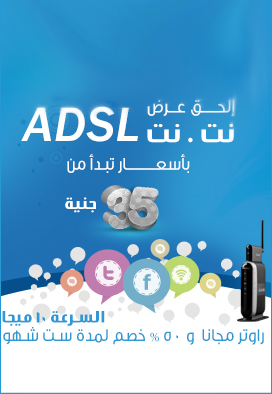 إلحق عرض
نت . نت ADSL
بأسعار تبدأ من
35 جنية
السرعة ١٠ ميجا
راوتر مجانا و ٥٠ % خصم لمدة ست شهو